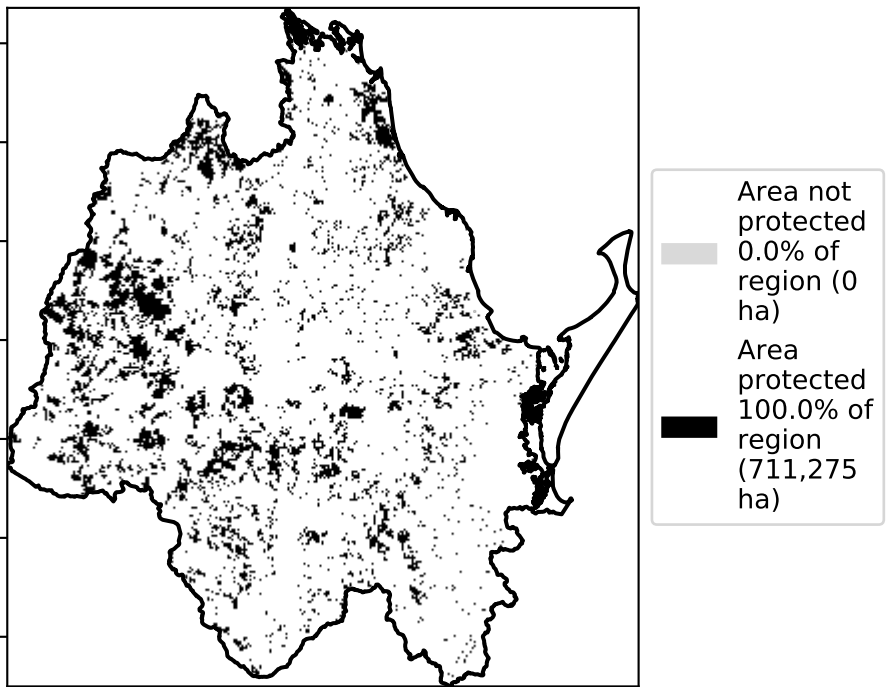 Area not
protected
0.0% of
region (0
ha)
Area
protected
100.0% of
region
(711,275
ha)